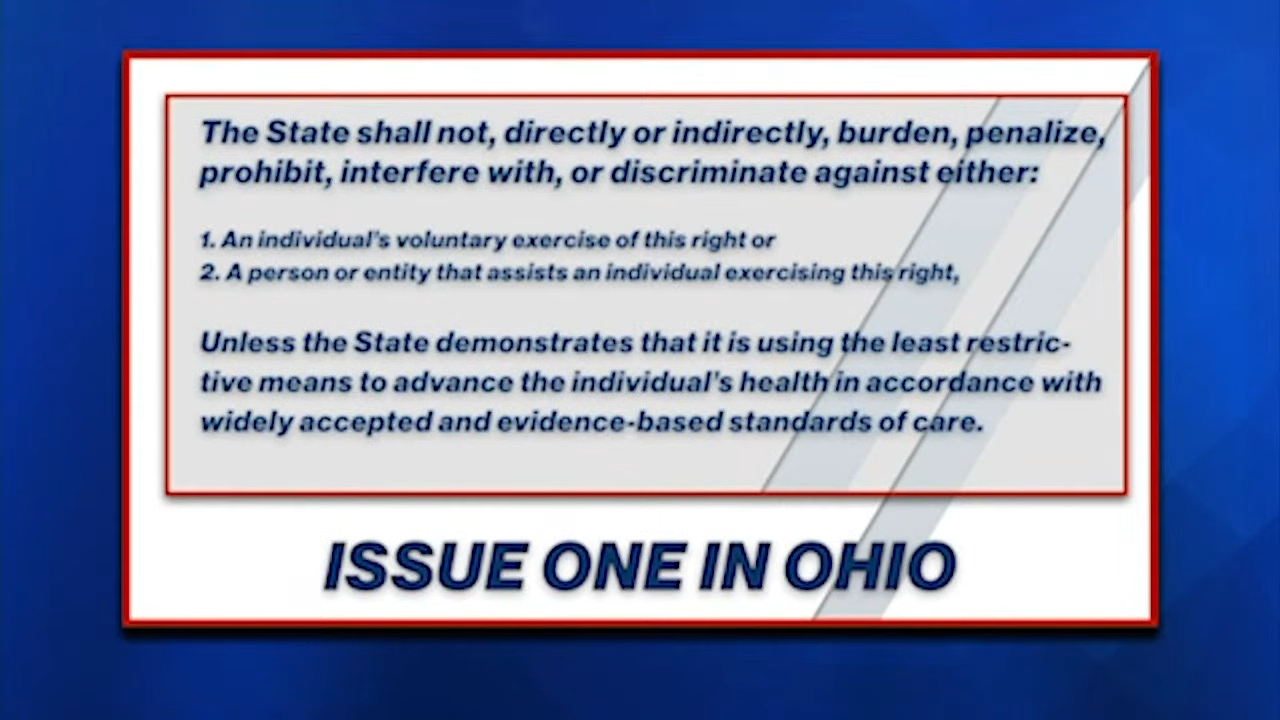 The State shall not, directly or indirectly, burden, penalize,
prohibit, interfere with, or discriminate against either:
1. An individual's voluntary exercise of this right or
2. A person or entity that assists an individual exercising this right,
Unless the State demonstrates that it is using the least restric-
tive means to advance the individual's health in accordance with
widely accepted and evidence-based standards of care.
ISSUE ONE IN OHIO